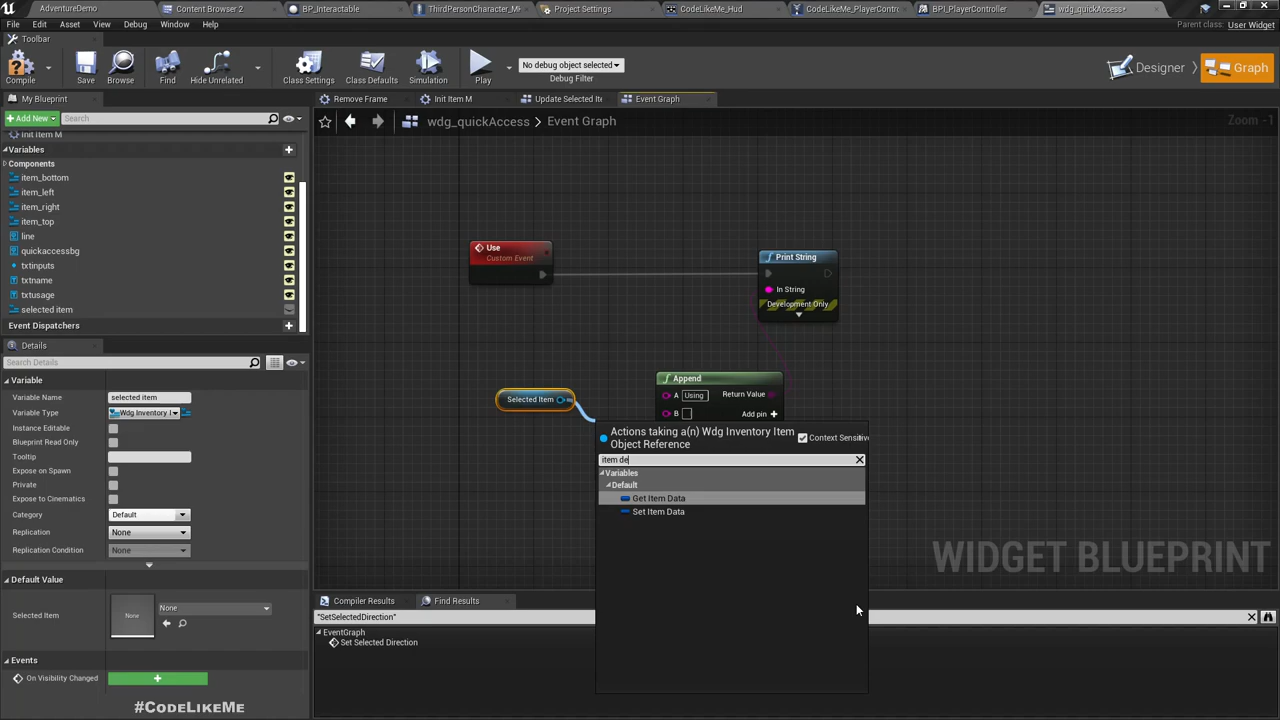 AdventureDemo
Content Browser 2
BP_Interactable
ThirdPersonCharacter_Mi
Project Settings
CodeLikeMe_Hud
CodeLikeMe_PlayerContr
BPI_PlayerController
wdg_quickAccess*
File Edit Asset View Debug Window Help
Parent class: User Widget
Toolbar
Compile
Save
Browse
Find
Hide Unrelated
Class Settings
Class Defaults
Simulation
Play
No debug object selected
Debug Filter
Designer
Graph
My Blueprint
Add New
Search
Remove Frame
Init Item M
Update Selected Ite
Event Graph
wdg_quickAccess > Event Graph
Zoom -1
Init Item M
Variables
Components
item_bottom
item_left
item_right
item_top
line
quickaccessbg
txtinputs
txtname
txtusage
selected item
Event Dispatchers
Use
Custom Event
Print String
In String
Development Only
Selected Item
Append
A Using
Return Value
B
Add pin
Actions taking a(n) Wdg Inventory Item
Object Reference
Context Sensitive
item de
Variables
Default
Get Item Data
Set Item Data
WIDGET BLUEPRINT
Details
Search Details
Variable
Variable Name selected item
Variable Type Wdg Inventory I
Instance Editable
Blueprint Read Only
Tooltip
Expose on Spawn
Private
Expose to Cinematics
Category Default
Replication None
Replication Condition None
Default Value
Selected Item None None
Events
On Visibility Changed
Compiler Results
Find Results
"SetSelectedDirection"
EventGraph
Set Selected Direction
#CodeLikeMe